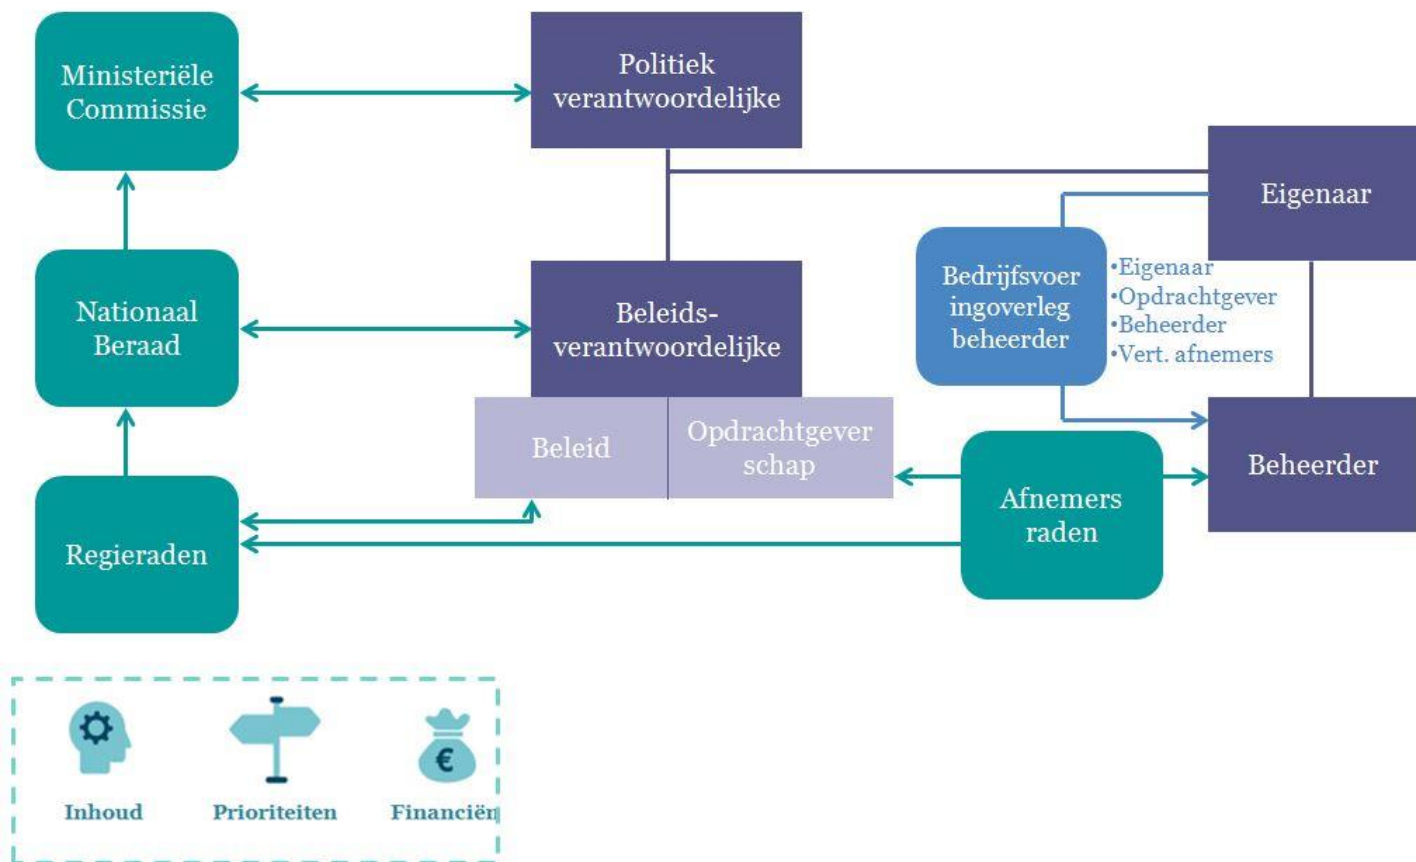 Ministeriële
Commissie
Politiek
verantwoordelijke
Eigenaar
Nationaal
Beraad
Beleids-
verantwoordelijke
Bedrijfsvoer
ingoverleg
beheerder
•Eigenaar
•Opdrachtgever
•Beheerder
•Vert. afnemers
Beleid
Opdrachtgever
schap
Beheerder
Regieraden
Afnemers
raden
€
Inhoud
Prioriteiten
Financiën